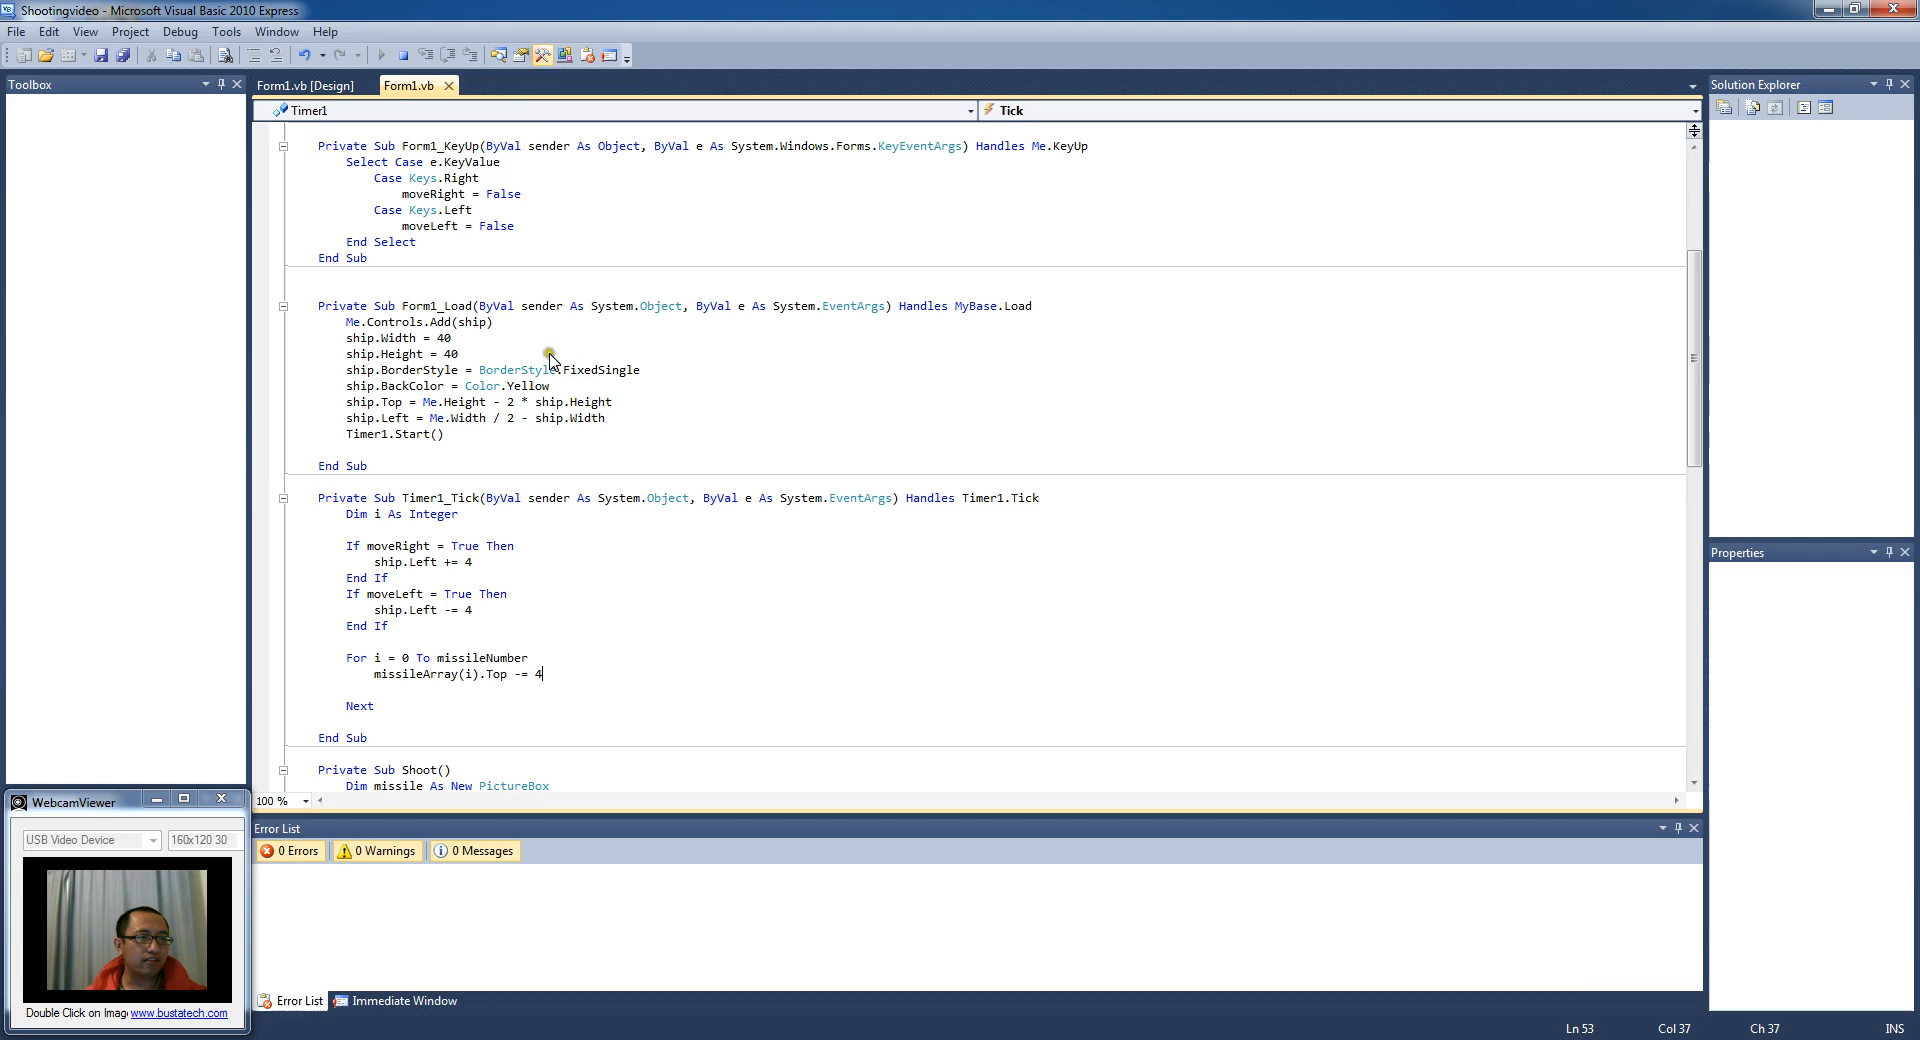 Shootingvideo - Microsoft Visual Basic 2010 Express
File Edit View Project Debug Tools Window Help
Toolbox
Form1.vb [Design] Form1.vb
Timer1 Tick
Private Sub Form1_KeyUp(ByVal sender As Object, ByVal e As System.Windows.Forms.KeyEventArgs) Handles Me.KeyUp
Select Case e.KeyValue
Case Keys.Right
moveRight = False
Case Keys.Left
moveLeft = False
End Select
End Sub
Private Sub Form1_Load(ByVal sender As System.Object, ByVal e As System.EventArgs) Handles MyBase.Load
Me.Controls.Add(ship)
ship.Width = 40
ship.Height = 40
ship.BorderStyle = BorderStyle.FixedSingle
ship.BackColor = Color.Yellow
ship.Top = Me.Height - 2 * ship.Height
ship.Left = Me.Width / 2 - ship.Width
Timer1.Start()
End Sub
Private Sub Timer1_Tick(ByVal sender As System.Object, ByVal e As System.EventArgs) Handles Timer1.Tick
Dim i As Integer
If moveRight = True Then
ship.Left += 4
End If
If moveLeft = True Then
ship.Left -= 4
End If
For i = 0 To missileNumber
missileArray(i).Top -= 4
Next
End Sub
Private Sub Shoot()
Dim missile As New PictureBox
100 %
Solution Explorer
Properties
Error List
0 Errors 0 Warnings 0 Messages
Error List Immediate Window
WebcamViewer
USB Video Device 160x120 30
Double Click on Imag www.bustatech.com
Ln 53 Col 37 Ch 37 INS